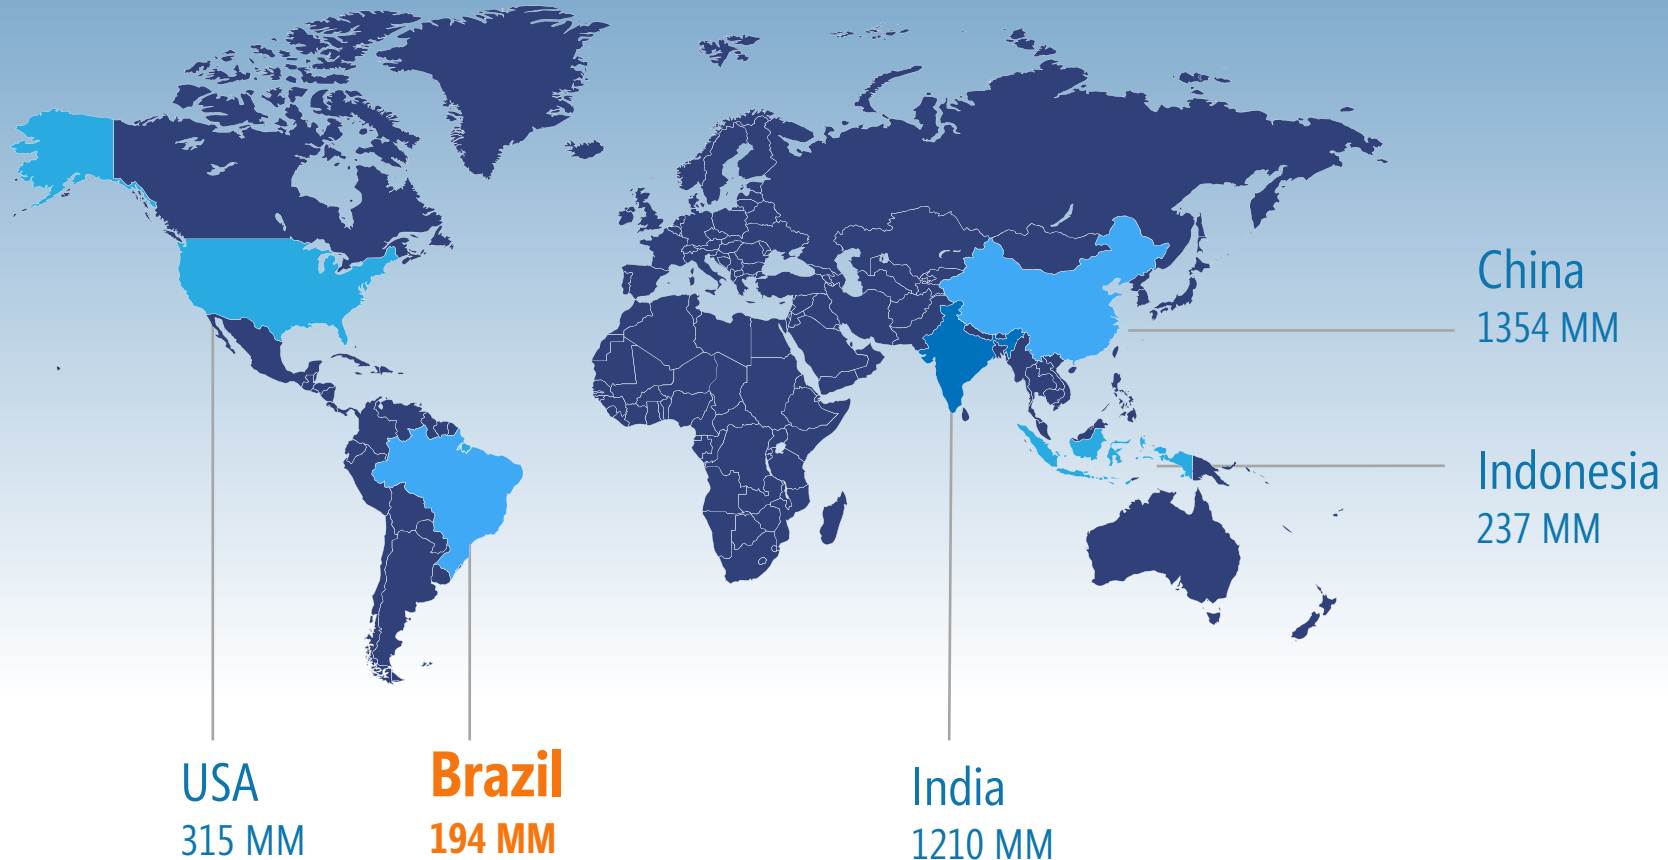 China
1354 MM
Indonesia
237 MM
USA
315 MM
Brazil
194 MM
India
1210 MM